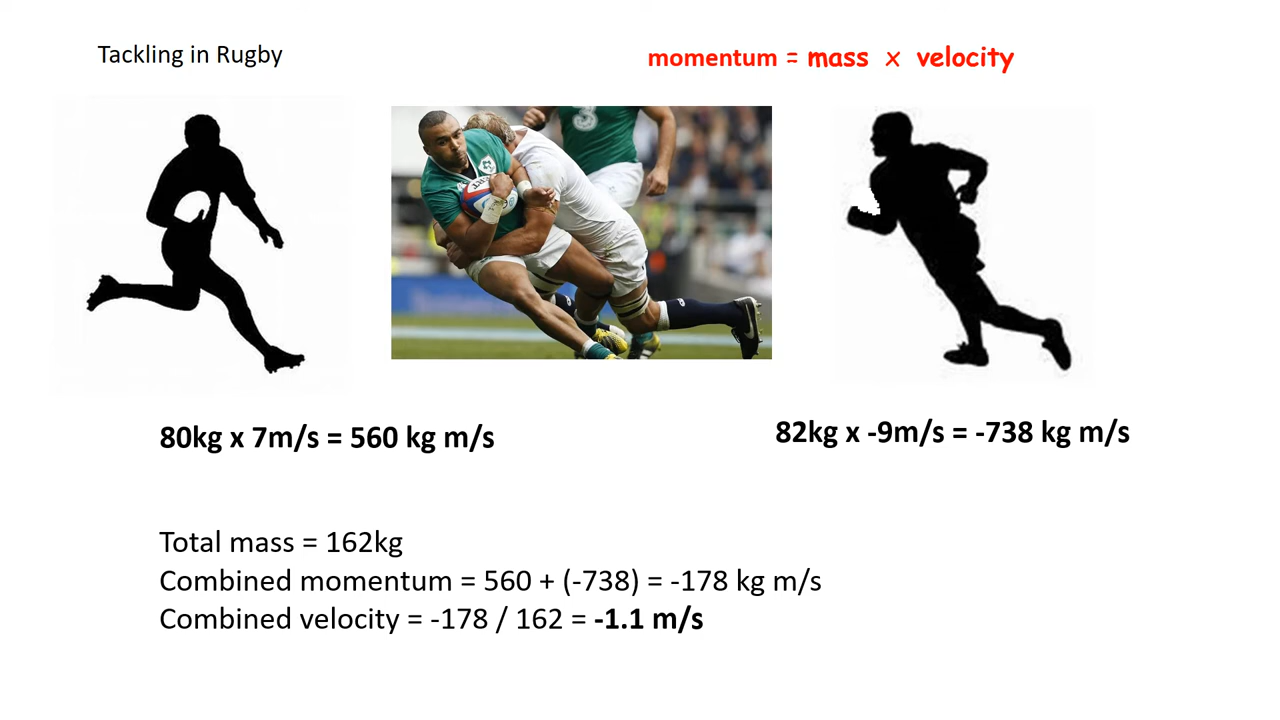 Tackling in Rugby
momentum = mass x velocity
3
80kg x 7m/s = 560 kg m/s
82kg x -9m/s = -738 kg m/s
Total mass = 162kg
Combined momentum = 560 + (-738) = -178 kg m/s
Combined velocity = -178 / 162 = -1.1 m/s